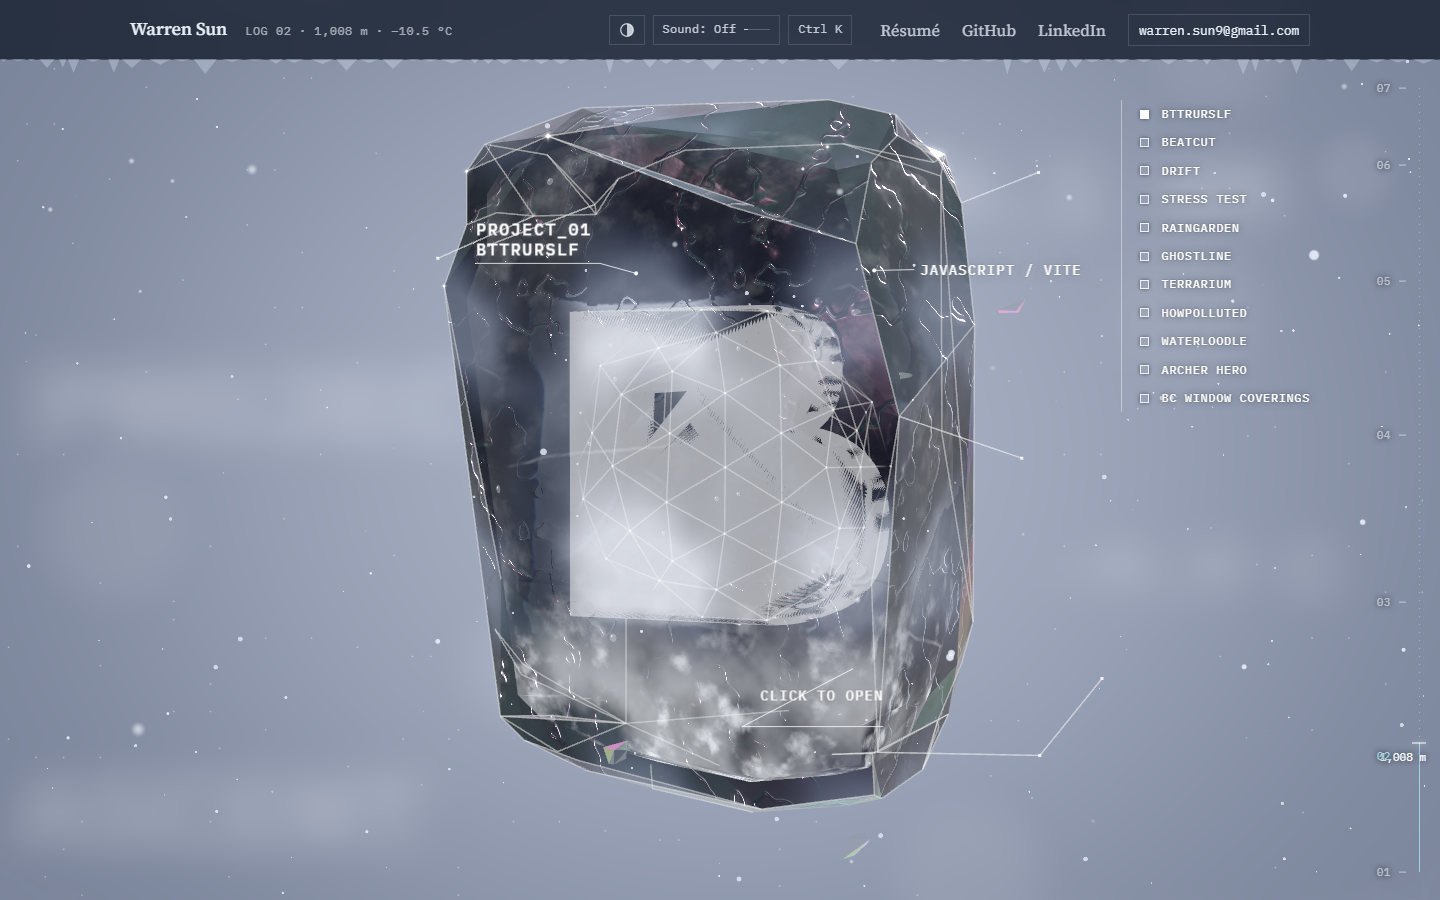 Warren Sun
LOG 02 · 1,008 m · −10.5 °C
Sound: Off
Ctrl K
Résumé
GitHub
LinkedIn
warren.sun9@gmail.com
PROJECT_01
BTTRURSLF
JAVASCRIPT / VITE
CLICK TO OPEN
BTTRURSLF
BEATCUT
DRIFT
STRESS TEST
RAINGARDEN
GHOSTLINE
TERRARIUM
HOWPOLLUTED
WATERLOODLE
ARCHER HERO
BC WINDOW COVERINGS
07
06
05
04
03
02
1,008 m
01